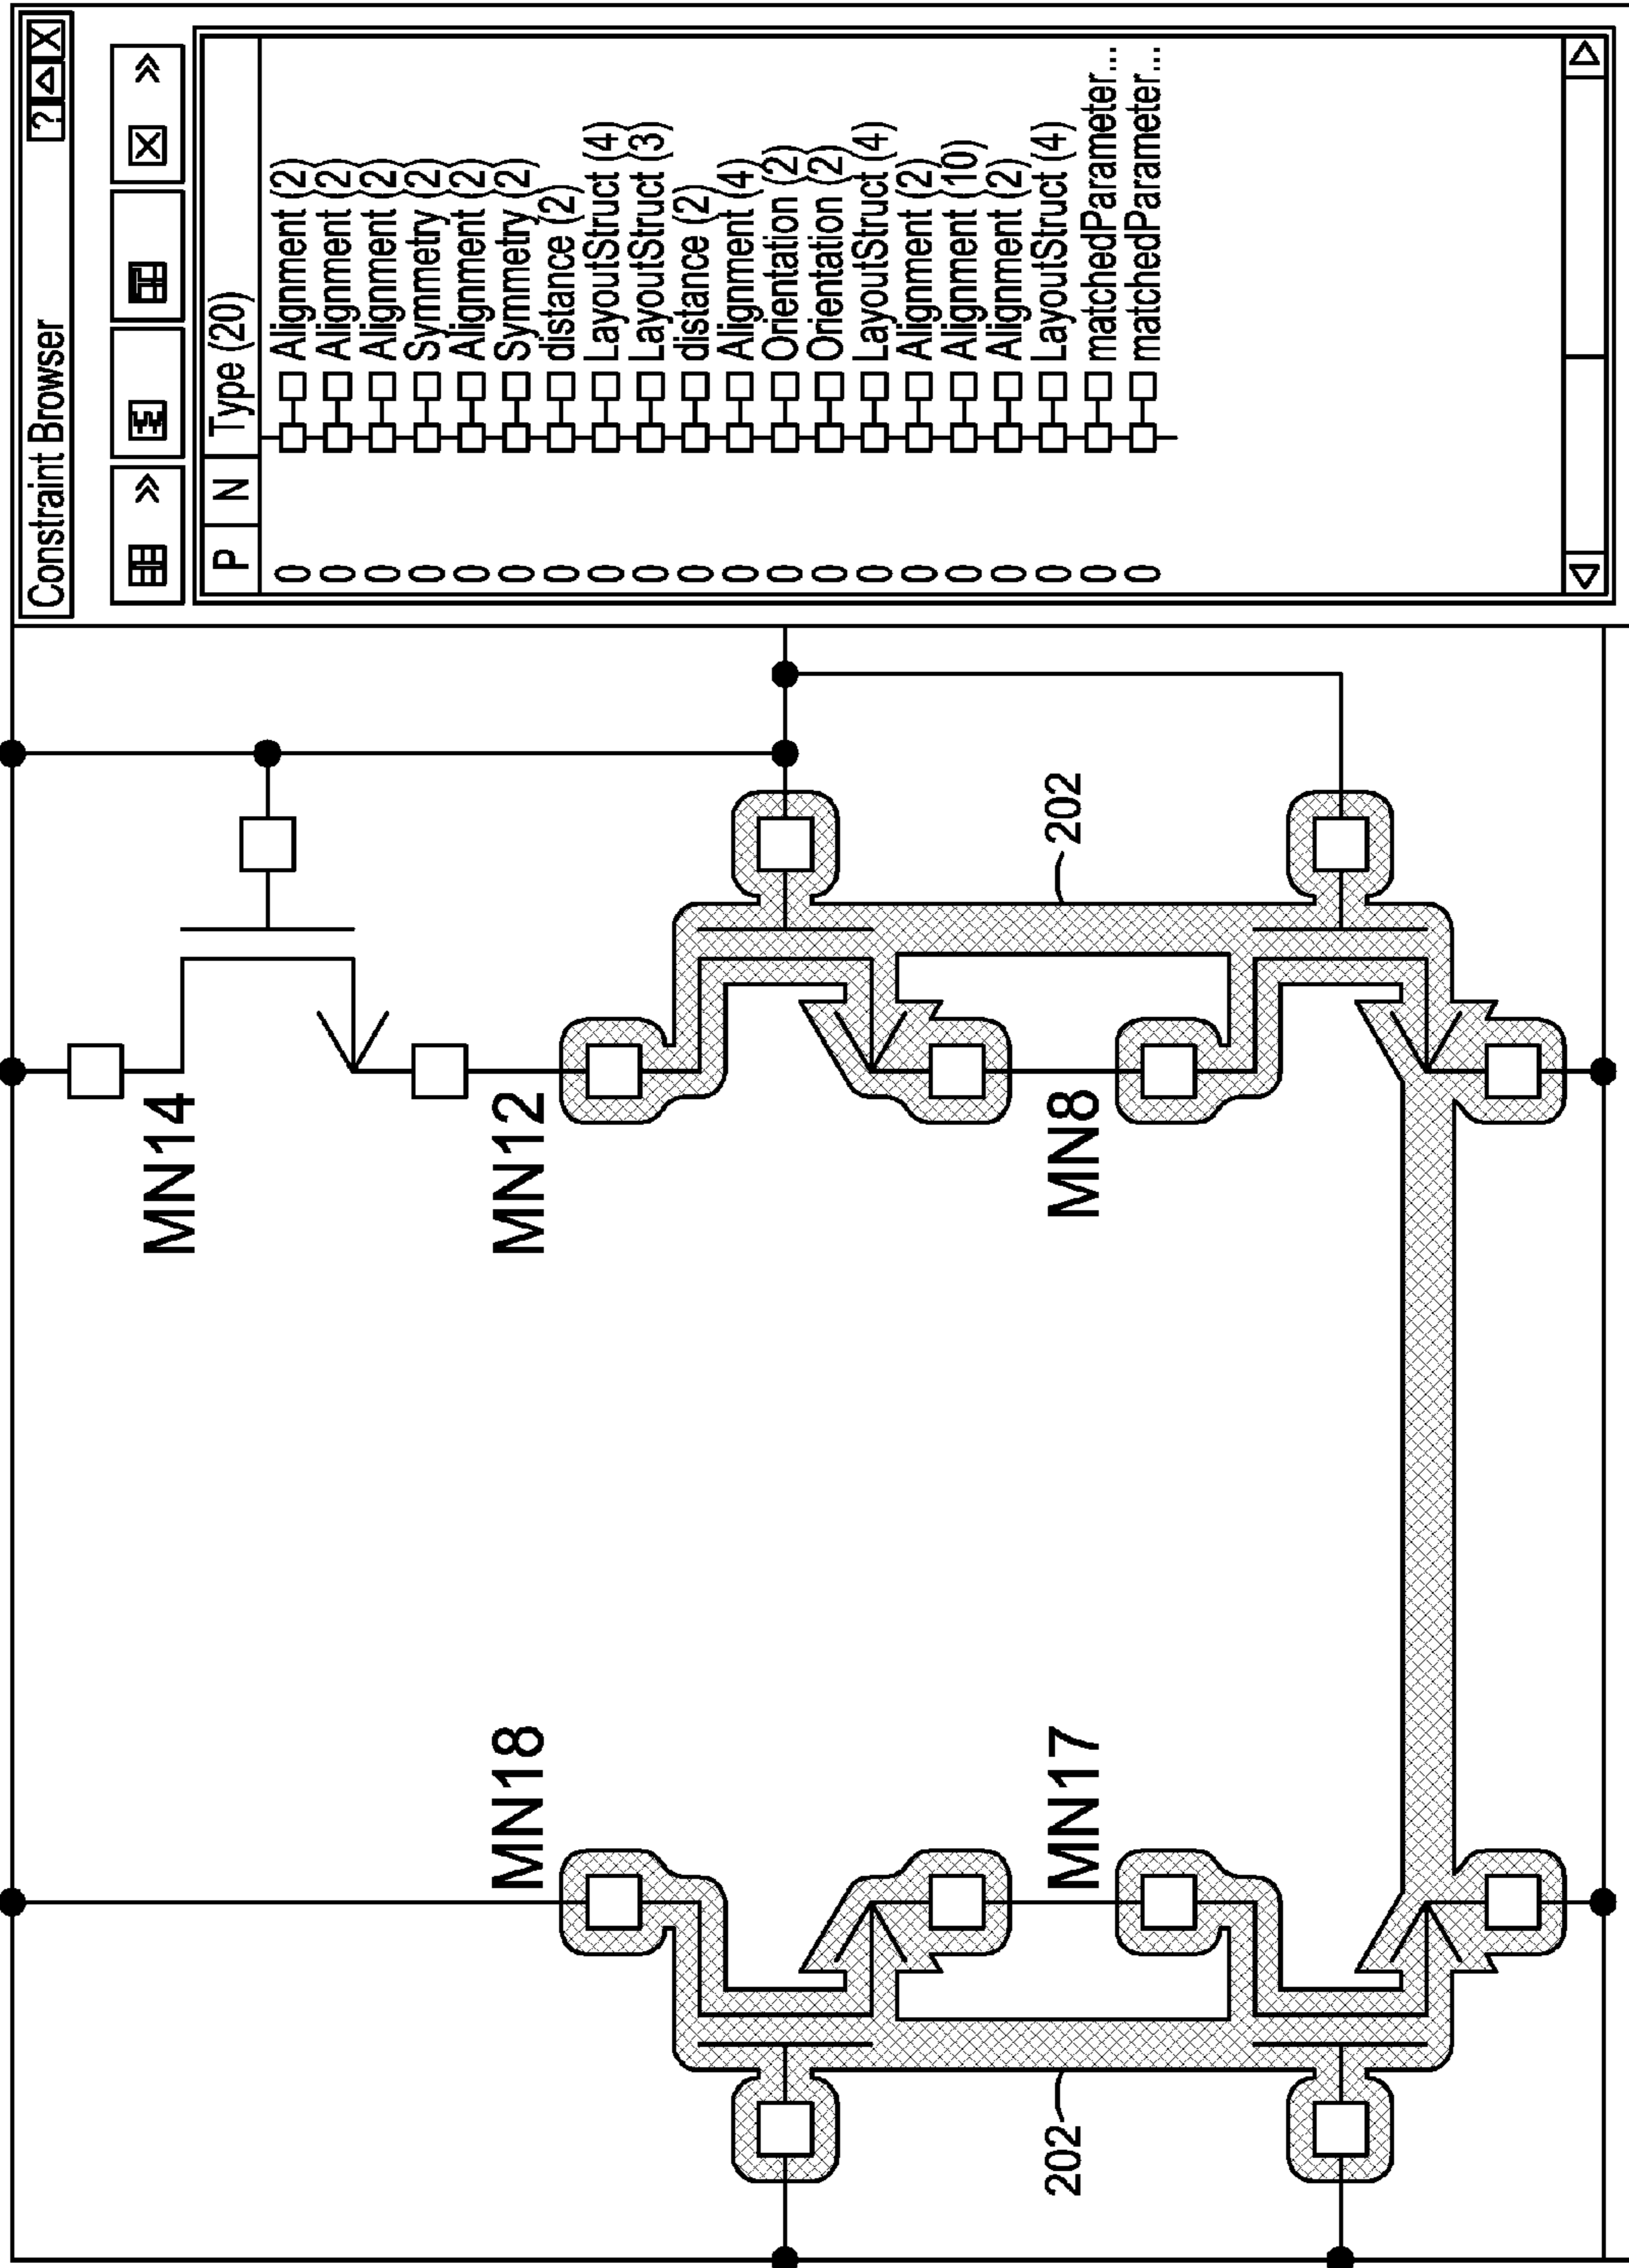 MN14
MN18
MN12
MN17
MN8
202
202
Constraint Browser
?
X
P N Type (20)
Alignment (2)
Alignment (2)
Alignment (2)
Symmetry (2)
Alignment (2)
Symmetry (2)
distance (2)
LayoutStruct (4)
LayoutStruct (3)
distance (2)
Alignment (4)
Orientation (2)
Orientation (2)
LayoutStruct (4)
Alignment (2)
Alignment (10)
Alignment (2)
LayoutStruct (4)
matchedParameter...
matchedParameter...